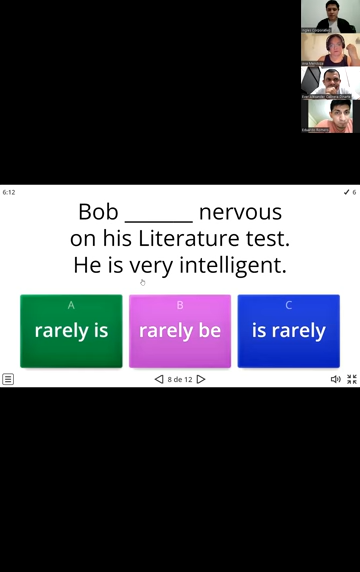 6:12
✓ 6
Bob ______ nervous
on his Literature test.
He is very intelligent.
A
rarely is
B
rarely be
C
is rarely
8 de 12